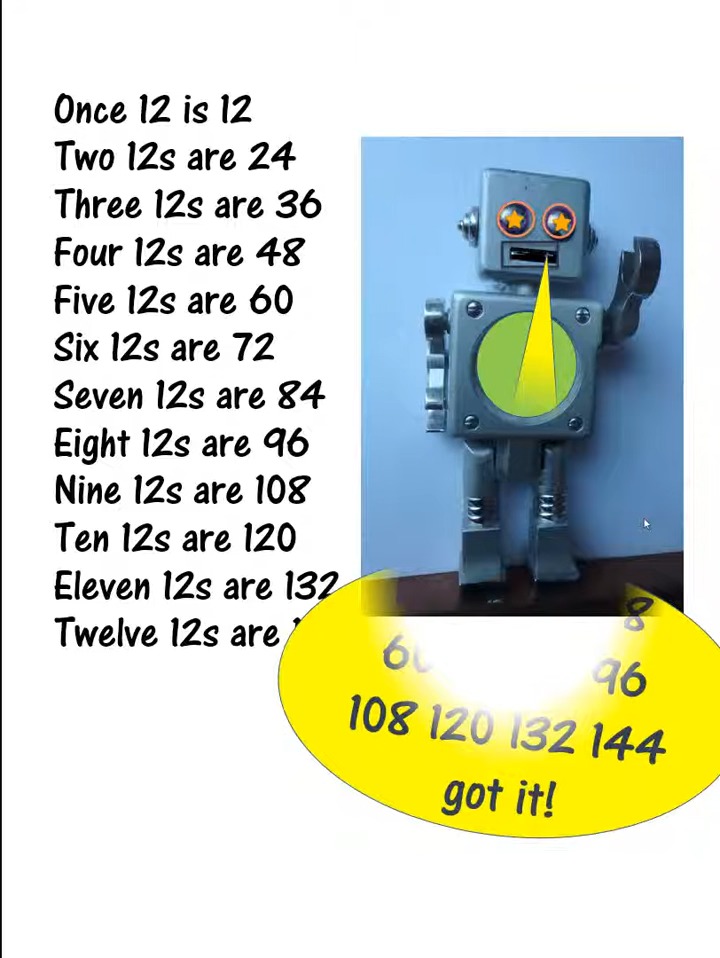 Once 12 is 12
Two 12s are 24
Three 12s are 36
Four 12s are 48
Five 12s are 60
Six 12s are 72
Seven 12s are 84
Eight 12s are 96
Nine 12s are 108
Ten 12s are 120
Eleven 12s are 132
Twelve 12s are
8
96
108 120 132 144
got it!